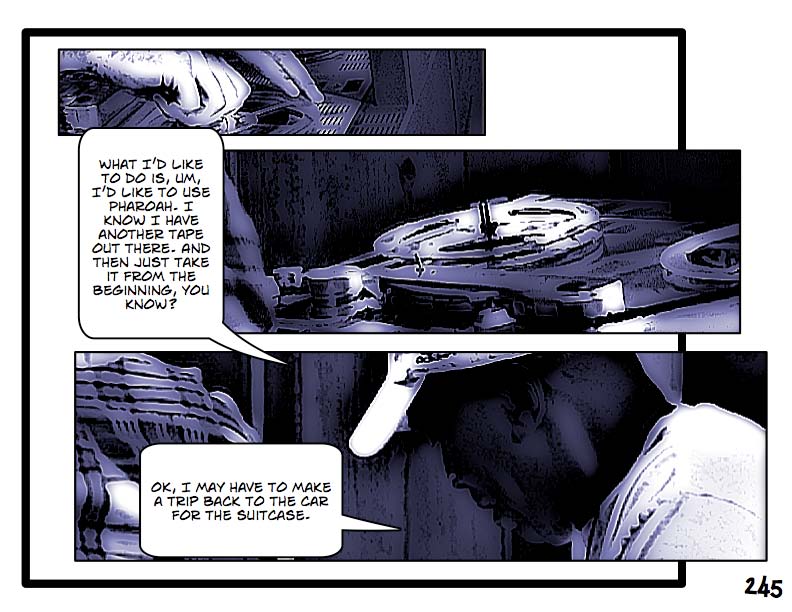 WHAT I'D LIKE
TO DO IS, UM,
I'D LIKE TO USE
PHAROAH. I
KNOW I HAVE
ANOTHER TAPE
OUT THERE. AND
THEN JUST TAKE
IT FROM THE
BEGINNING, YOU
KNOW?
OK, I MAY HAVE TO MAKE
A TRIP BACK TO THE CAR
FOR THE SUITCASE.
245